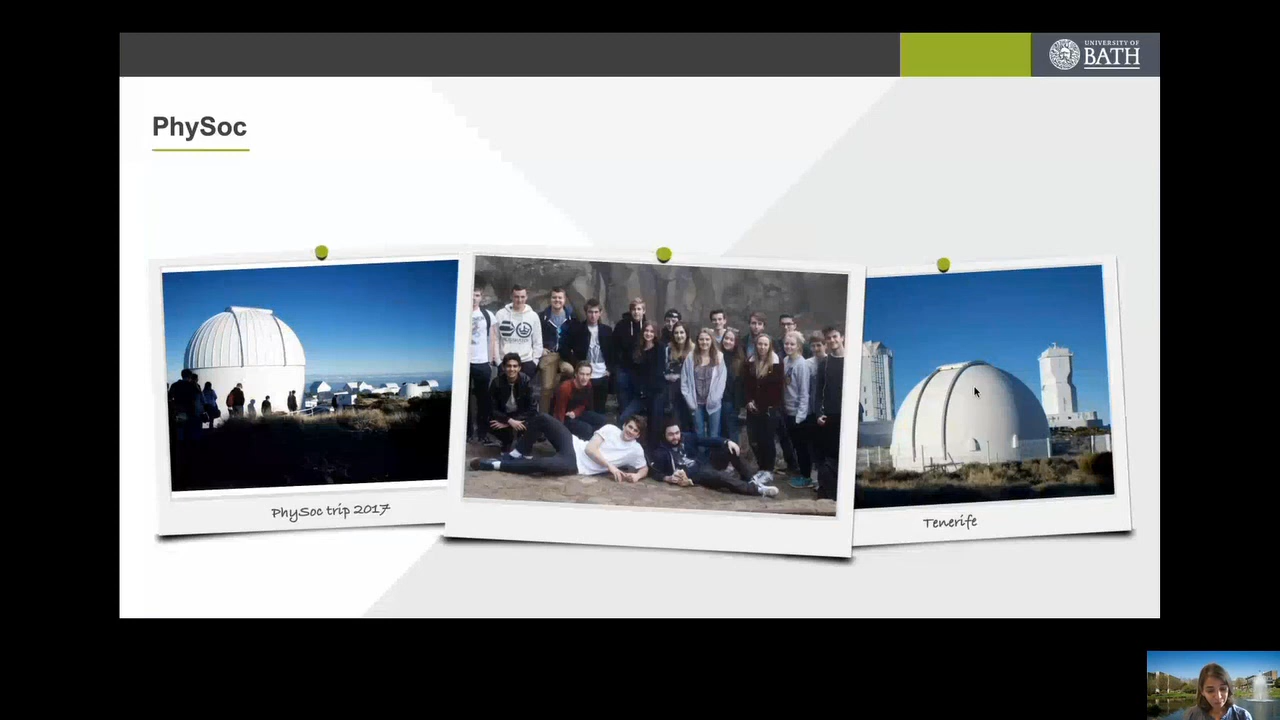 UNIVERSITY OF
BATH
PhySoc
PhySoc trip 2017
Tenerife